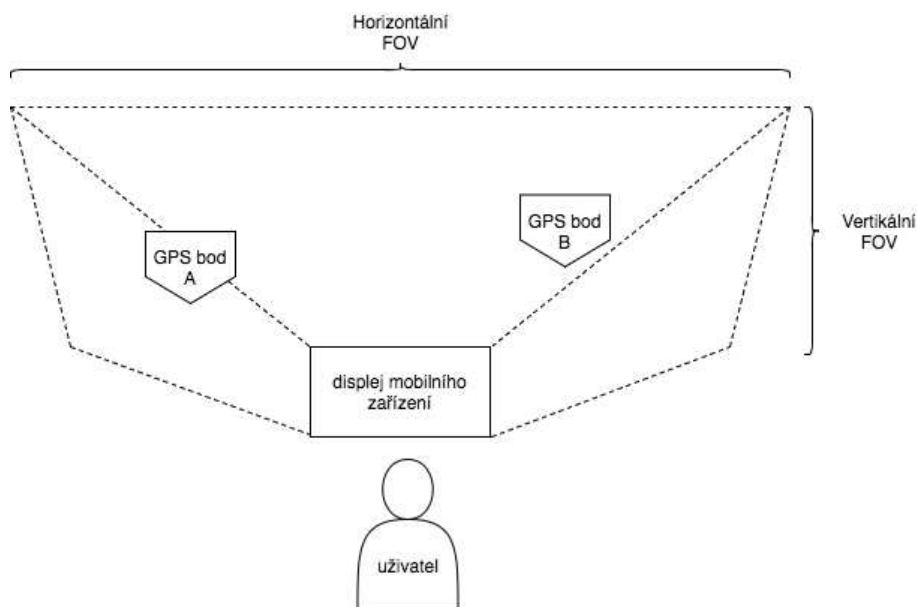 Horizontální
FOV
GPS bod
B
Vertikální
FOV
GPS bod
A
displej mobilního
zařízení
uživatel